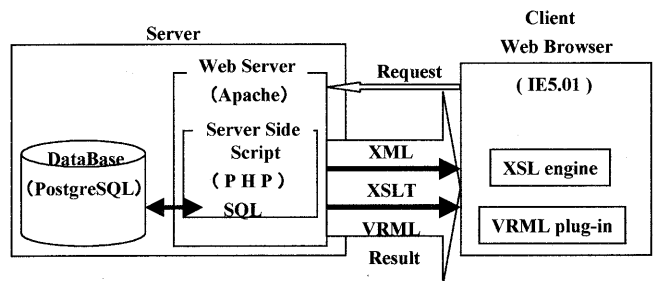 Client
Server
Web Browser
Web Server
(Apache)
Request
( IE5.01 )
Server Side
Script
( P H P )
SQL
DataBase
(PostgreSQL)
XML
XSLT
VRML
Result
XSL engine
VRML plug-in